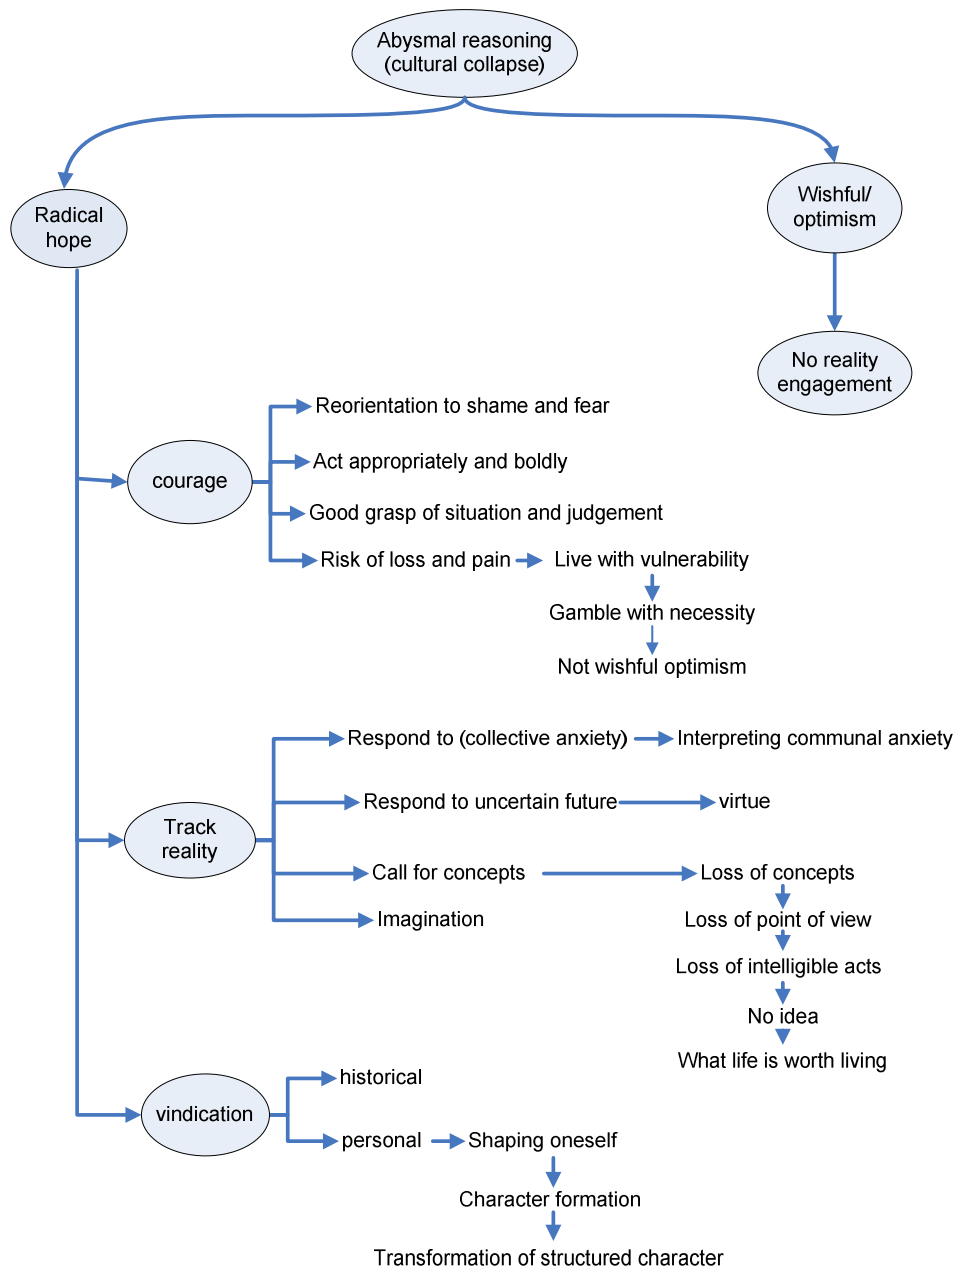 Abysmal reasoning
(cultural collapse)
Radical
hope
Wishful/
optimism
No reality
engagement
courage
Reorientation to shame and fear
Act appropriately and boldly
Good grasp of situation and judgement
Risk of loss and pain
Live with vulnerability
Gamble with necessity
Not wishful optimism
Track
reality
Respond to (collective anxiety)
Interpreting communal anxiety
Respond to uncertain future
virtue
Call for concepts
Loss of concepts
Imagination
Loss of point of view
Loss of intelligible acts
No idea
What life is worth living
vindication
historical
personal
Shaping oneself
Character formation
Transformation of structured character